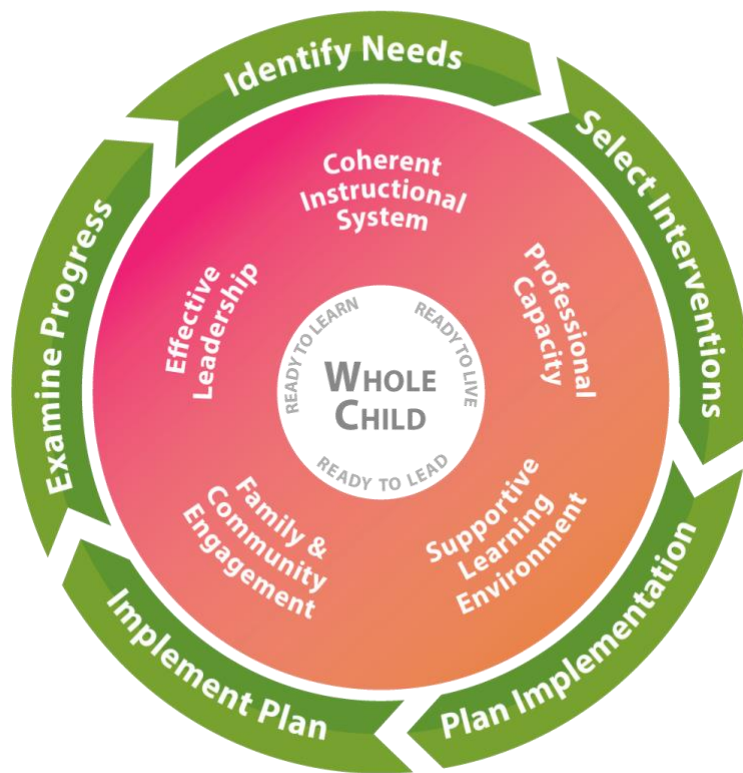 Identify Needs
Select Interventions
Plan Implementation
Implement Plan
Examine Progress
Coherent
Instructional
System
Professional
Capacity
Supportive
Learning
Environment
Family &
Community
Engagement
Effective
Leadership
READY TO LEARN
READY TO LIVE
WHOLE
CHILD
READY TO LEAD